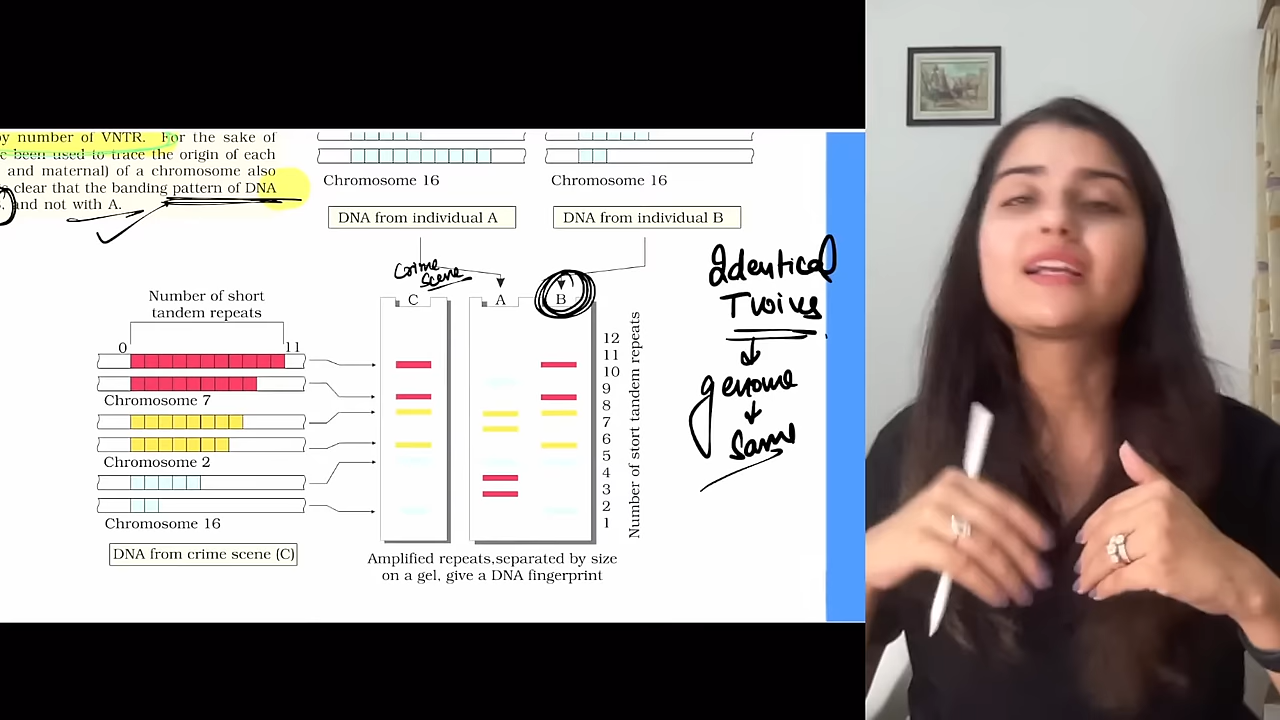 by number of VNTR. For the sake of
been used to trace the origin of each
and maternal) of a chromosome also
clear that the banding pattern of DNA
and not with A.
Chromosome 16
Chromosome 16
DNA from individual A
DNA from individual B
Crime
Scene
C
A
B
Identical
Twins
genome
Same
Number of short
tandem repeats
0
11
Chromosome 7
Chromosome 2
Chromosome 16
DNA from crime scene (C)
12
11
10
9
8
7
6
5
4
3
2
1
Number of stort tandem repeats
Amplified repeats,separated by size
on a gel, give a DNA fingerprint